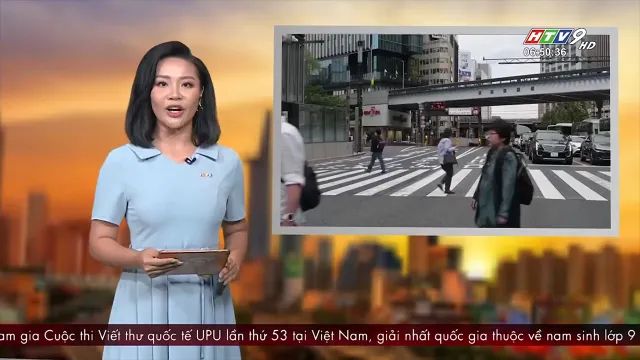 HTV9 HD
06:50:36
HTV
am gia Cuộc thi Viết thư quốc tế UPU lần thứ 53 tại Việt Nam, giải nhất quốc gia thuộc về nam sinh lớp 9